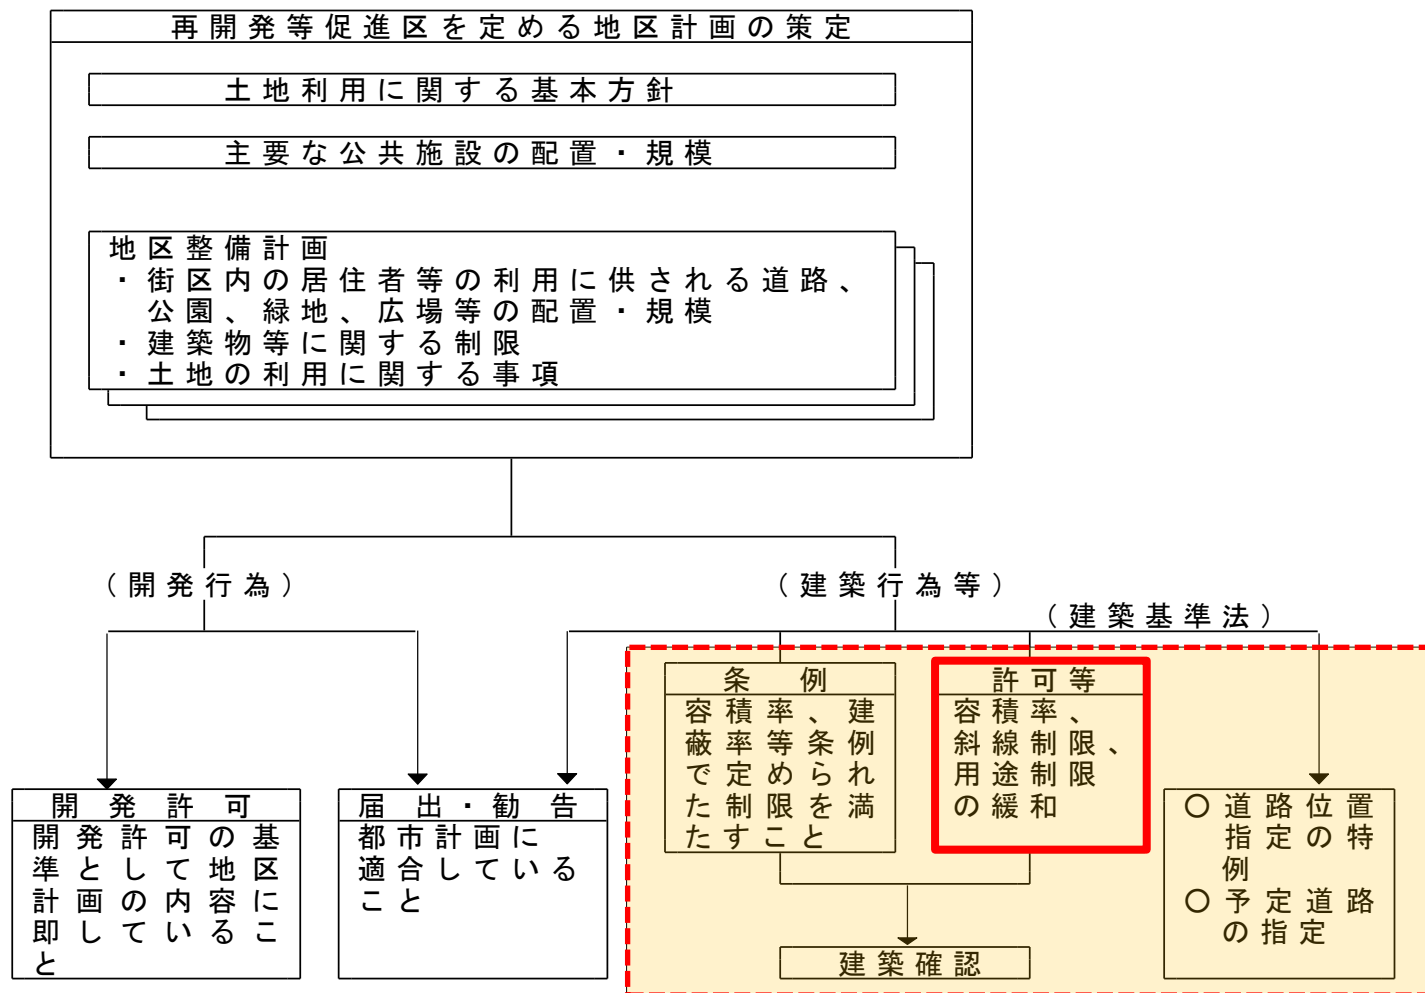 再開発等促進区を定める地区計画の策定
土地利用に関する基本方針
主要な公共施設の配置・規模
地区整備計画
・街区内の居住者等の利用に供される道路、
公園、緑地、広場等の配置・規模
・建築物等に関する制限
・土地の利用に関する事項
（開発行為）
（建築行為等）
（建築基準法）
開発許可
開発許可の基
準として地区
計画の内容に
即しているこ
と
届出・勧告
都市計画に
適合している
こと
条例
容積率、建
蔽率等条例
で定められ
た制限を満
たすこと
許可等
容積率、
斜線制限、
用途制限
の緩和
建築確認
○道路位置
指定の特
例
○予定道路
の指定